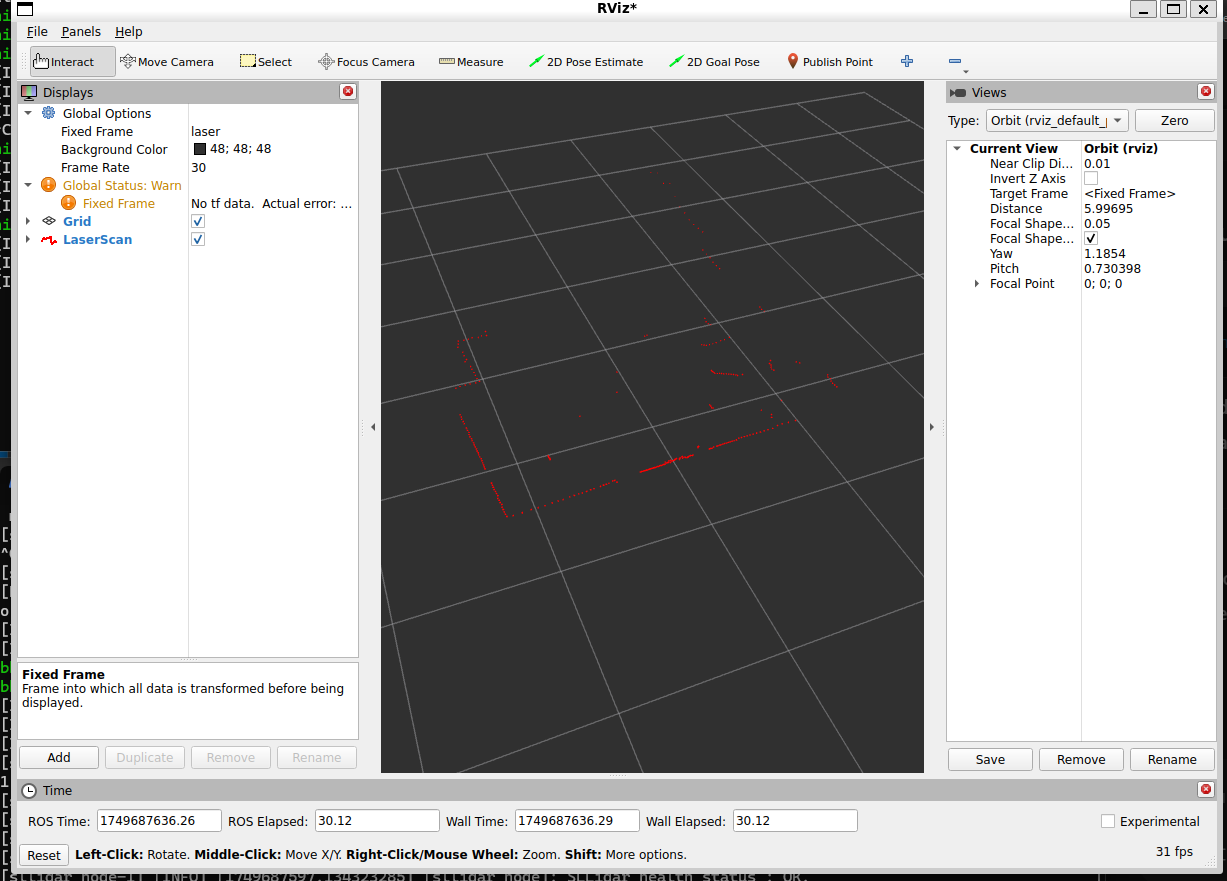 RViz*
File Panels Help
Interact Move Camera Select Focus Camera Measure 2D Pose Estimate 2D Goal Pose Publish Point
Displays
Global Options
Fixed Frame laser
Background Color 48; 48; 48
Frame Rate 30
Global Status: Warn
Fixed Frame No tf data. Actual error: ...
Grid
LaserScan
Fixed Frame
Frame into which all data is transformed before being
displayed.
Add Duplicate Remove Rename
Views
Type: Orbit (rviz_default_ Zero
Current View Orbit (rviz)
Near Clip Di... 0.01
Invert Z Axis
Target Frame <Fixed Frame>
Distance 5.99695
Focal Shape... 0.05
Focal Shape...
Yaw 1.1854
Pitch 0.730398
Focal Point 0; 0; 0
Save Remove Rename
Time
ROS Time: 1749687636.26 ROS Elapsed: 30.12 Wall Time: 1749687636.29 Wall Elapsed: 30.12 Experimental
Reset Left-Click: Rotate. Middle-Click: Move X/Y. Right-Click/Mouse Wheel: Zoom. Shift: More options. 31 fps
[sllidar_node-1] [INFO] [1749687597.134323285] [sllidar_node]: SLLidar health status : OK.